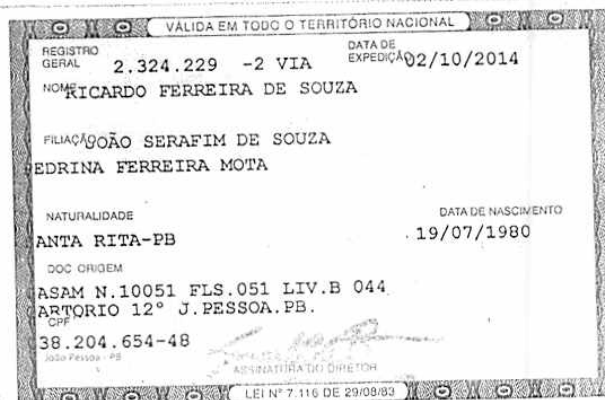 VÁLIDA EM TODO O TERRITÓRIO NACIONAL
REGISTRO GERAL 2.324.229 -2 VIA DATA DE EXPEDIÇÃO 02/10/2014
NOME RICARDO FERREIRA DE SOUZA
FILIAÇÃO JOÃO SERAFIM DE SOUZA
EDRINA FERREIRA MOTA
NATURALIDADE DATA DE NASCIMENTO
ANTA RITA-PB 19/07/1980
DOC ORIGEM
ASAM N.10051 FLS.051 LIV.B 044
ARTORIO 12º J.PESSOA.PB.
CPF
38.204.654-48
João Pessoa - PB
ASSINATURA DO DIRETOR
LEI Nº 7.116 DE 29/08/83